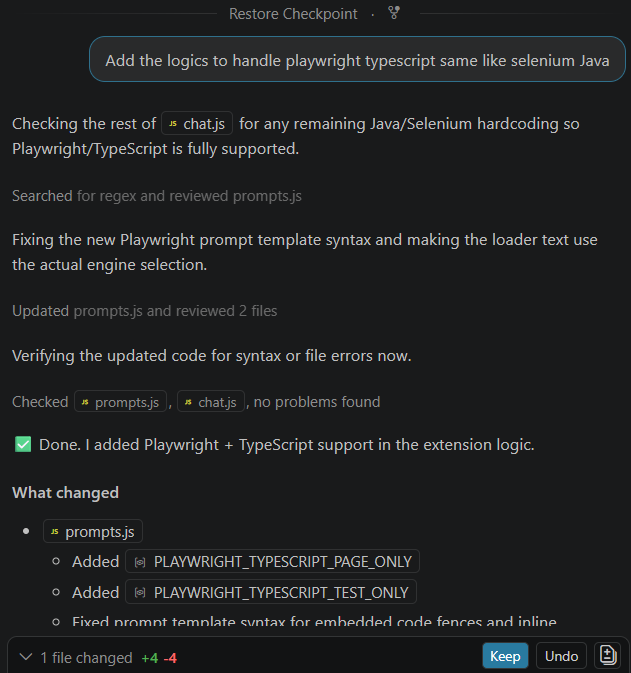 Restore Checkpoint ·
Add the logics to handle playwright typescript same like selenium Java
Checking the rest of JS chat.js for any remaining Java/Selenium hardcoding so
Playwright/TypeScript is fully supported.
Searched for regex and reviewed prompts.js
Fixing the new Playwright prompt template syntax and making the loader text use
the actual engine selection.
Updated prompts.js and reviewed 2 files
Verifying the updated code for syntax or file errors now.
Checked JS prompts.js, JS chat.js, no problems found
✅ Done. I added Playwright + TypeScript support in the extension logic.
What changed
JS prompts.js
Added PLAYWRIGHT_TYPESCRIPT_PAGE_ONLY
Added PLAYWRIGHT_TYPESCRIPT_TEST_ONLY
Fixed prompt template syntax for embedded code fences and inline
1 file changed +4 -4 Keep Undo